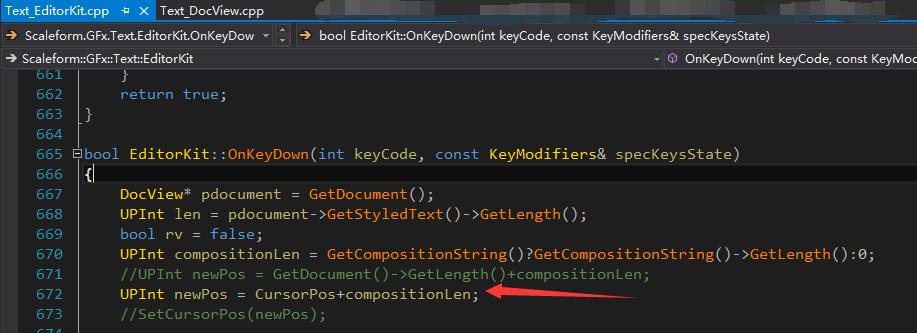 Text_EditorKit.cpp Text_DocView.cpp
Scaleform.GFx.Text.EditorKit.OnKeyDow bool EditorKit::OnKeyDown(int keyCode, const KeyModifiers& specKeysState)
Scaleform::GFx::Text::EditorKit OnKeyDown(int keyCode, const KeyMod
661 }
662 return true;
663 }
664
665 bool EditorKit::OnKeyDown(int keyCode, const KeyModifiers& specKeysState)
666 {
667 DocView* pdocument = GetDocument();
668 UPInt len = pdocument->GetStyledText()->GetLength();
669 bool rv = false;
670 UPInt compositionLen = GetCompositionString()?GetCompositionString()->GetLength():0;
671 //UPInt newPos = GetDocument()->GetLength()+compositionLen;
672 UPInt newPos = CursorPos+compositionLen;
673 //SetCursorPos(newPos);